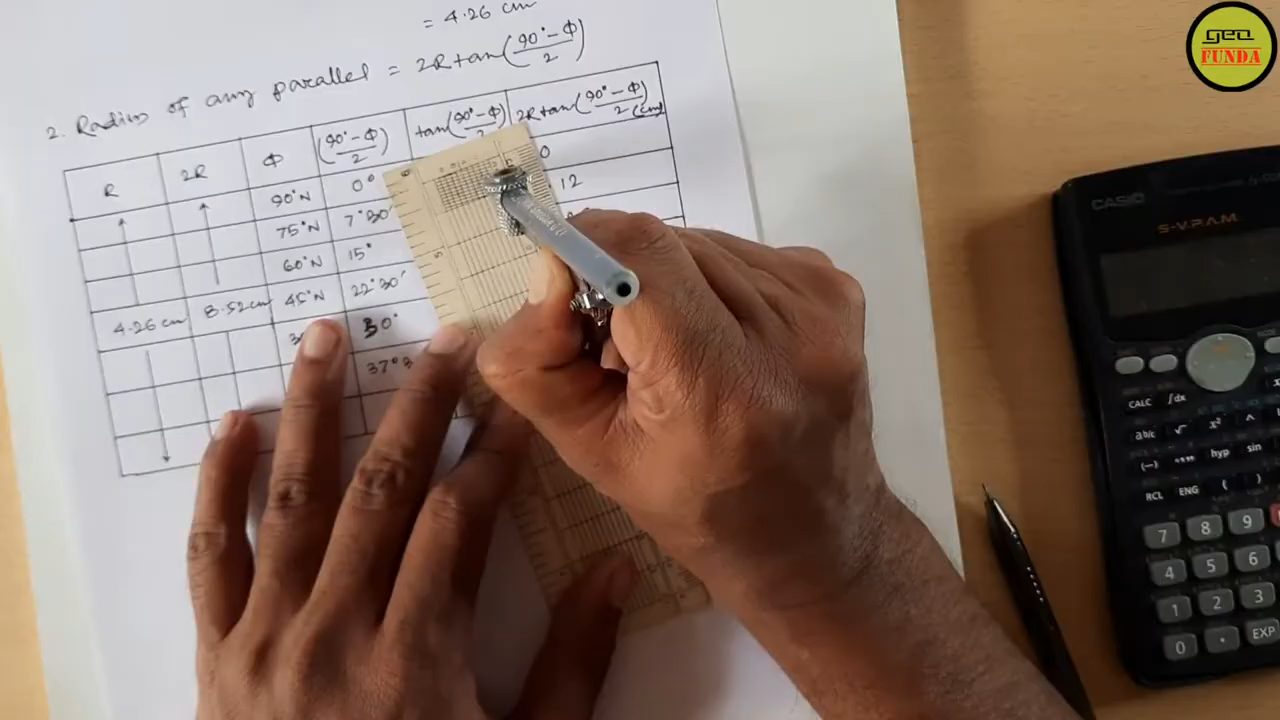 = 4.26 cm
2. Radius of any parallel = 2R tan(90°-Φ/2)
R 2R Φ (90°-Φ/2) tan(90°-Φ/2) 2R tan(90°-Φ/2) (cm)
90°N 0° 0
75°N 7°30' 12
60°N 15°
4.26 cm 8.52 cm 45°N 22°30'
30°
37°3
GEO
FUNDA
CASIO
S-V.P.A.M.
CALC ∫dx
ab/c √ x² ^
(−) °'" hyp sin
RCL ENG ( )
7 8 9
4 5 6
1 2 3
0 . EXP